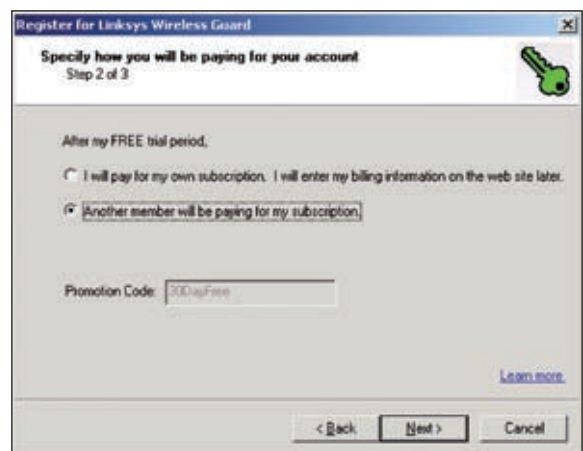 Register for Linksys Wireless Guard
Specify how you will be paying for your account
Step 2 of 3
After my FREE trial period,
I will pay for my own subscription. I will enter my billing information on the web site later.
Another member will be paying for my subscription.
Promotion Code: 30DayFree
Learn more
< Back Next > Cancel